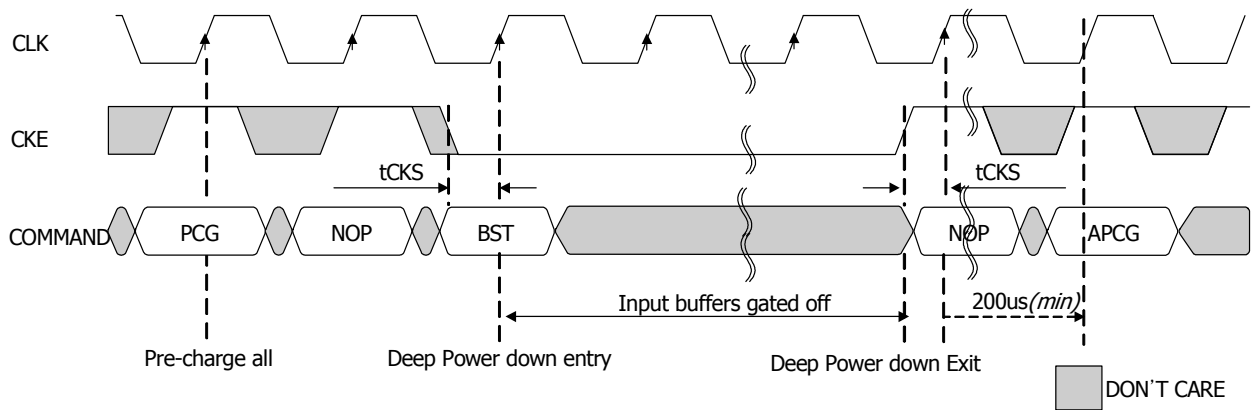 CLK
CKE
tCKS
tCKS
COMMAND
PCG
NOP
BST
NOP
APCG
Input buffers gated off
200us(min)
Pre-charge all
Deep Power down entry
Deep Power down Exit
DON'T CARE